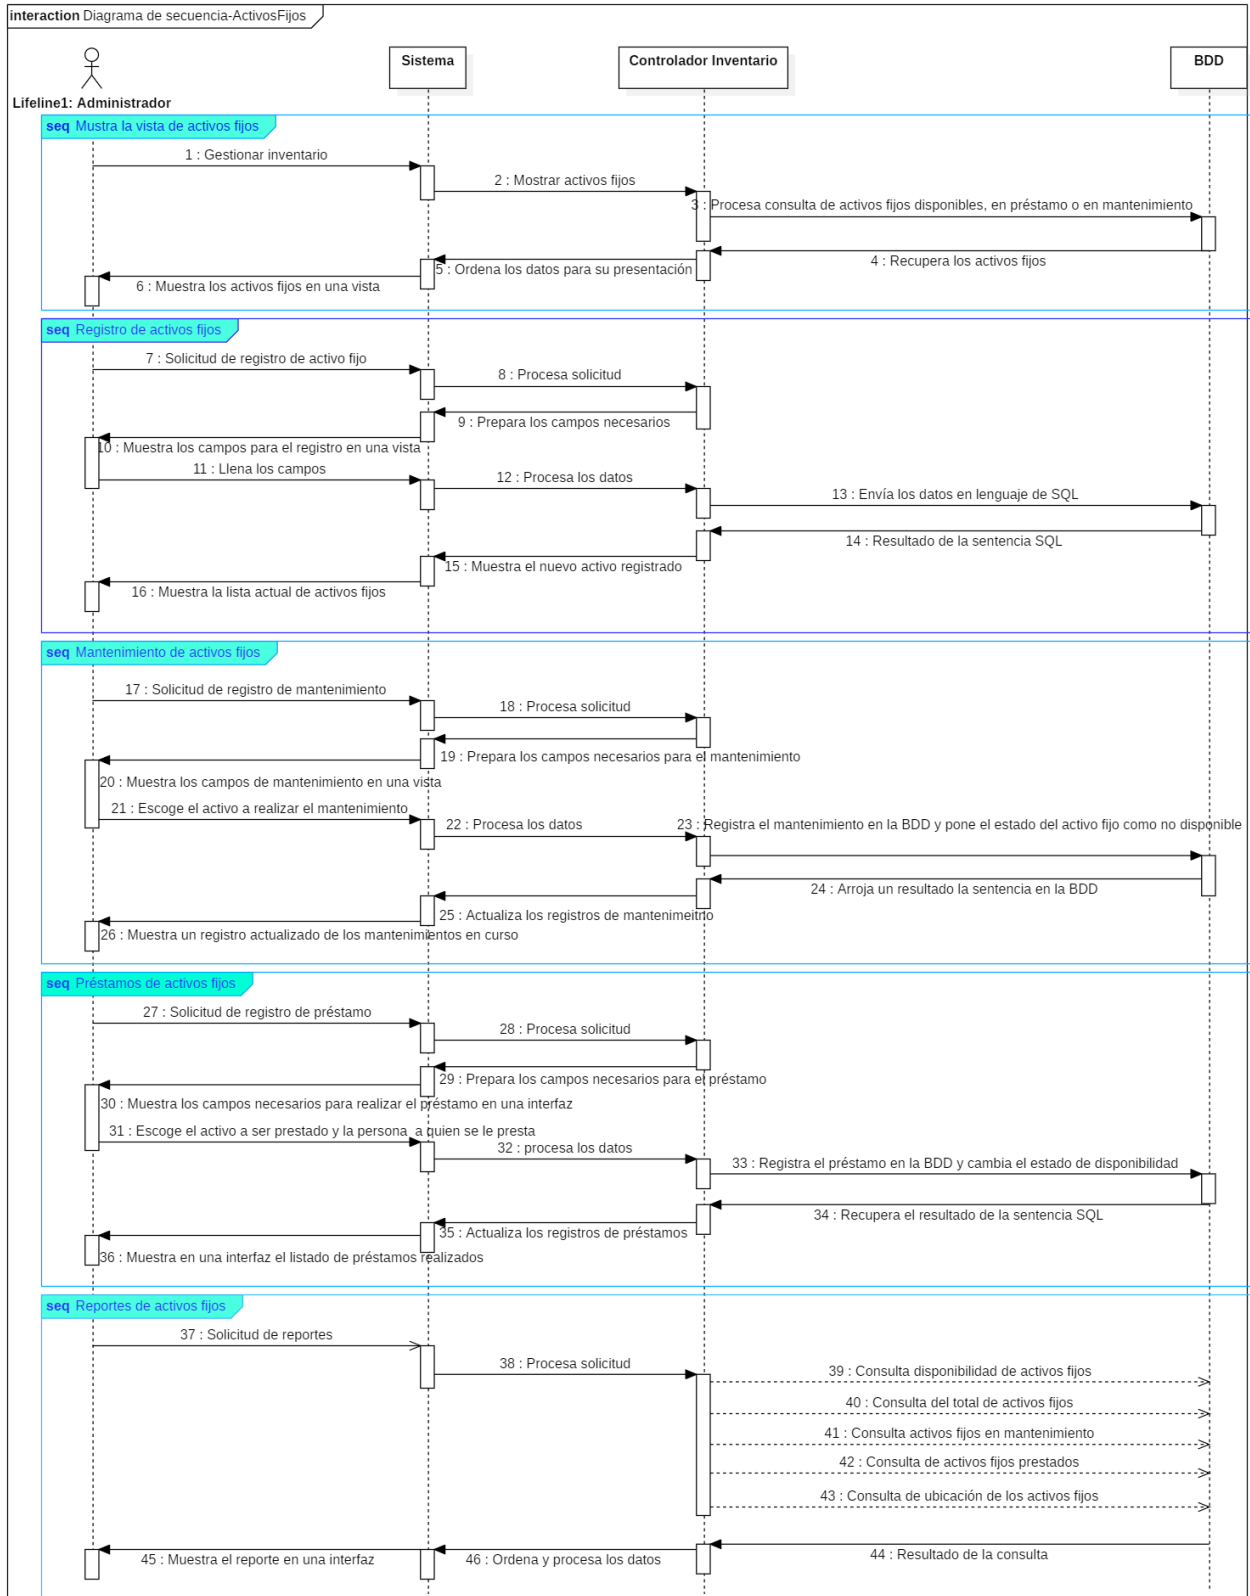 interaction Diagrama de secuencia-ActivosFijos
Sistema
Controlador Inventario
BDD
Lifeline1: Administrador
seq Mustra la vista de activos fijos
1 : Gestionar inventario
2 : Mostrar activos fijos
3 : Procesa consulta de activos fijos disponibles, en préstamo o en mantenimiento
4 : Recupera los activos fijos
5 : Ordena los datos para su presentación
6 : Muestra los activos fijos en una vista
seq Registro de activos fijos
7 : Solicitud de registro de activo fijo
8 : Procesa solicitud
9 : Prepara los campos necesarios
10 : Muestra los campos para el registro en una vista
11 : Llena los campos
12 : Procesa los datos
13 : Envía los datos en lenguaje de SQL
14 : Resultado de la sentencia SQL
15 : Muestra el nuevo activo registrado
16 : Muestra la lista actual de activos fijos
seq Mantenimiento de activos fijos
17 : Solicitud de registro de mantenimiento
18 : Procesa solicitud
19 : Prepara los campos necesarios para el mantenimiento
20 : Muestra los campos de mantenimiento en una vista
21 : Escoge el activo a realizar el mantenimiento
22 : Procesa los datos
23 : Registra el mantenimiento en la BDD y pone el estado del activo fijo como no disponible
24 : Arroja un resultado la sentencia en la BDD
25 : Actualiza los registros de mantenimeitno
26 : Muestra un registro actualizado de los mantenimientos en curso
seq Préstamos de activos fijos
27 : Solicitud de registro de préstamo
28 : Procesa solicitud
29 : Prepara los campos necesarios para el préstamo
30 : Muestra los campos necesarios para realizar el préstamo en una interfaz
31 : Escoge el activo a ser prestado y la persona a quien se le presta
32 : procesa los datos
33 : Registra el préstamo en la BDD y cambia el estado de disponibilidad
34 : Recupera el resultado de la sentencia SQL
35 : Actualiza los registros de préstamos
36 : Muestra en una interfaz el listado de préstamos realizados
seq Reportes de activos fijos
37 : Solicitud de reportes
38 : Procesa solicitud
39 : Consulta disponibilidad de activos fijos
40 : Consulta del total de activos fijos
41 : Consulta activos fijos en mantenimiento
42 : Consulta de activos fijos prestados
43 : Consulta de ubicación de los activos fijos
44 : Resultado de la consulta
45 : Muestra el reporte en una interfaz
46 : Ordena y procesa los datos